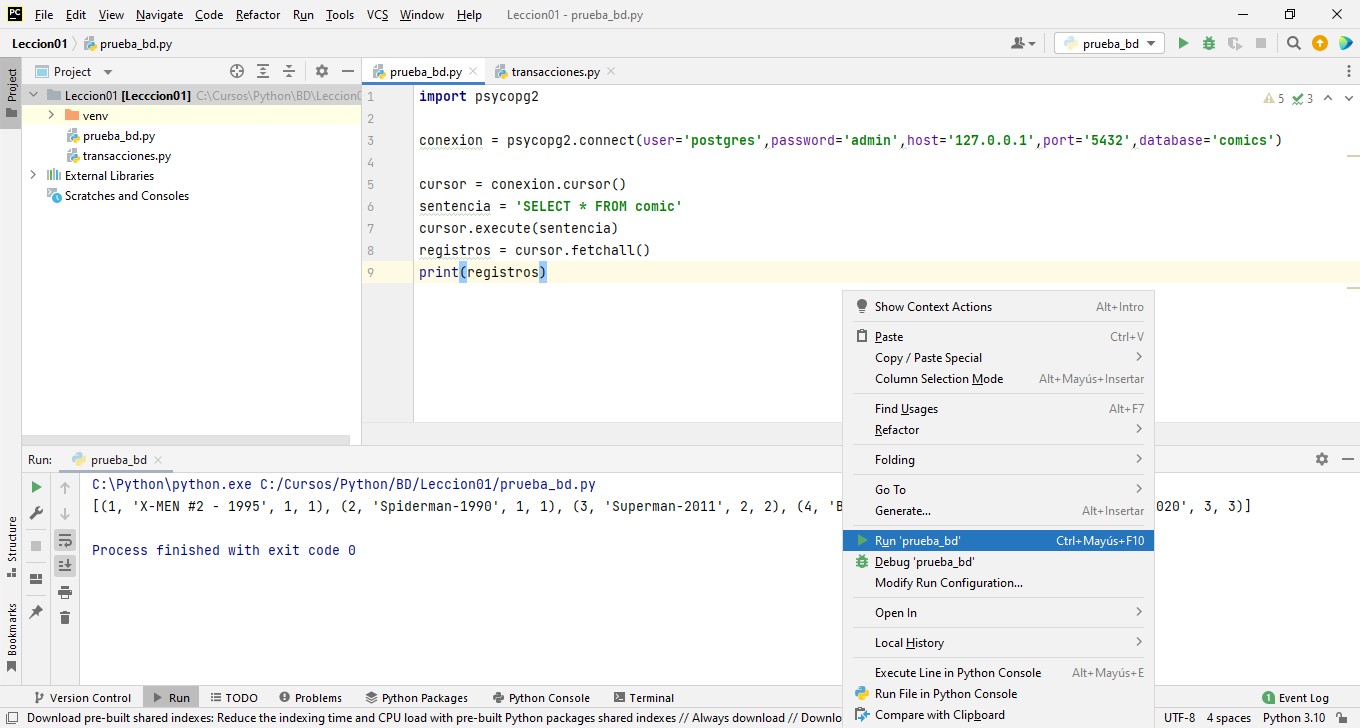 PC File Edit View Navigate Code Refactor Run Tools VCS Window Help Leccion01 - prueba_bd.py
Leccion01 prueba_bd.py prueba_bd
Project
Project prueba_bd.py transacciones.py
Leccion01 [Lecccion01] C:\Cursos\Python\BD\Leccion0
venv
prueba_bd.py
transacciones.py
External Libraries
Scratches and Consoles
5 3
1 import psycopg2
2
3 conexion = psycopg2.connect(user='postgres',password='admin',host='127.0.0.1',port='5432',database='comics')
4
5 cursor = conexion.cursor()
6 sentencia = 'SELECT * FROM comic'
7 cursor.execute(sentencia)
8 registros = cursor.fetchall()
9 print(registros)
Show Context Actions Alt+Intro
Paste Ctrl+V
Copy / Paste Special
Column Selection Mode Alt+Mayús+Insertar
Find Usages Alt+F7
Refactor
Folding
Go To
Generate... Alt+Insertar
Run 'prueba_bd' Ctrl+Mayús+F10
Debug 'prueba_bd'
Modify Run Configuration...
Open In
Local History
Execute Line in Python Console Alt+Mayús+E
Run File in Python Console
Compare with Clipboard
Run: prueba_bd
C:\Python\python.exe C:/Cursos/Python/BD/Leccion01/prueba_bd.py
[(1, 'X-MEN #2 - 1995', 1, 1), (2, 'Spiderman-1990', 1, 1), (3, 'Superman-2011', 2, 2), (4, 'B 020', 3, 3)]
Process finished with exit code 0
Structure
Bookmarks
Version Control Run TODO Problems Python Packages Python Console Terminal 1 Event Log
Download pre-built shared indexes: Reduce the indexing time and CPU load with pre-built Python packages shared indexes // Always download // Downlo UTF-8 4 spaces Python 3.10